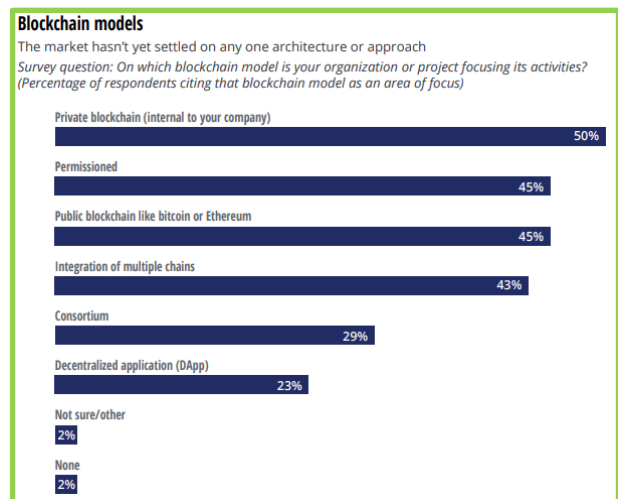 Blockchain models
The market hasn't yet settled on any one architecture or approach
Survey question: On which blockchain model is your organization or project focusing its activities?
(Percentage of respondents citing that blockchain model as an area of focus)
Private blockchain (internal to your company)
50%
Permissioned
45%
Public blockchain like bitcoin or Ethereum
45%
Integration of multiple chains
43%
Consortium
29%
Decentralized application (DApp)
23%
Not sure/other
2%
None
2%